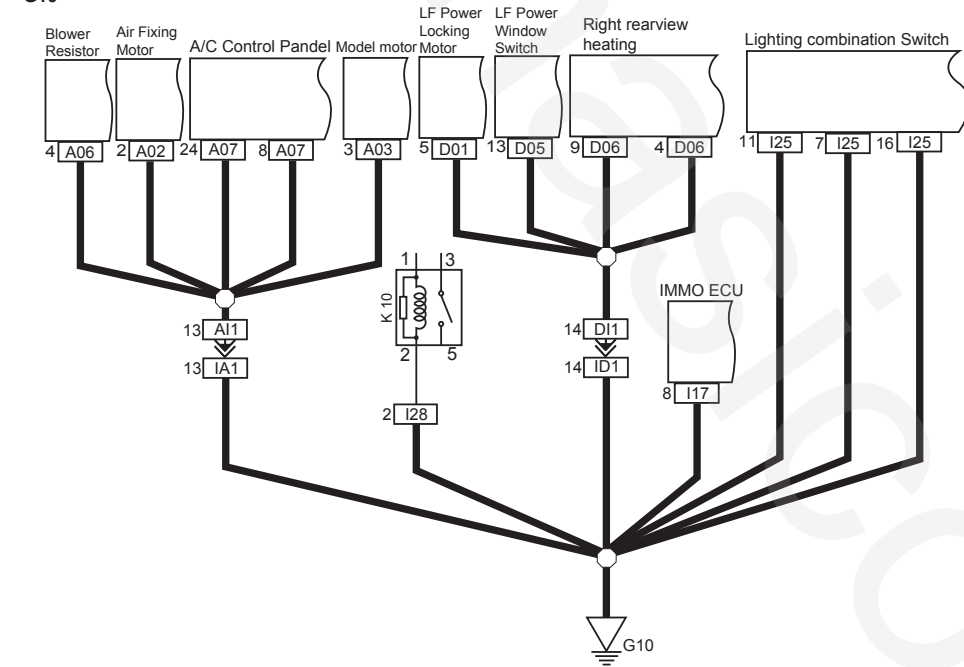 Blower
Resistor
Air Fixing
Motor
A/C Control Pandel
Model motor
LF Power
Locking
Motor
LF Power
Window
Switch
Right rearview
heating
Lighting combination Switch
4 A06
2 A02
24 A07
8 A07
3 A03
5 D01
13 D05
9 D06
4 D06
11 I25
7 I25
16 I25
1 3
K 10
2 5
IMMO ECU
13 AI1
13 IA1
14 DI1
14 ID1
8 I17
2 I28
G10